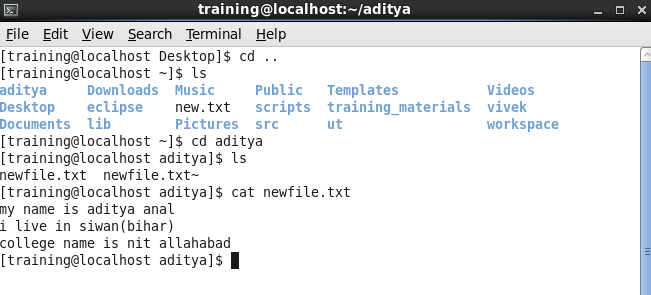 training@localhost:~/aditya
File Edit View Search Terminal Help
[training@localhost Desktop]$ cd ..
[training@localhost ~]$ ls
aditya Downloads Music Public Templates Videos
Desktop eclipse new.txt scripts training_materials vivek
Documents lib Pictures src ut workspace
[training@localhost ~]$ cd aditya
[training@localhost aditya]$ ls
newfile.txt newfile.txt~
[training@localhost aditya]$ cat newfile.txt
my name is aditya anal
i live in siwan(bihar)
college name is nit allahabad
[training@localhost aditya]$